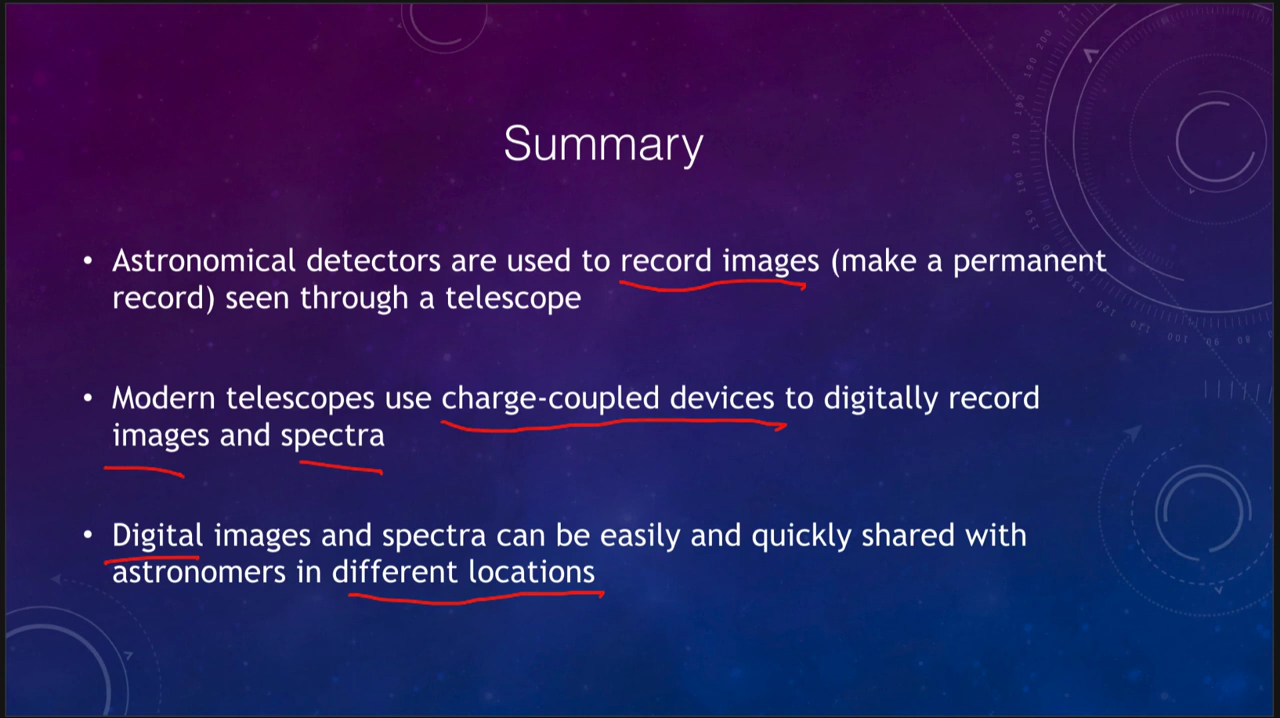 Summary
• Astronomical detectors are used to record images (make a permanent
record) seen through a telescope
• Modern telescopes use charge-coupled devices to digitally record
images and spectra
• Digital images and spectra can be easily and quickly shared with
astronomers in different locations